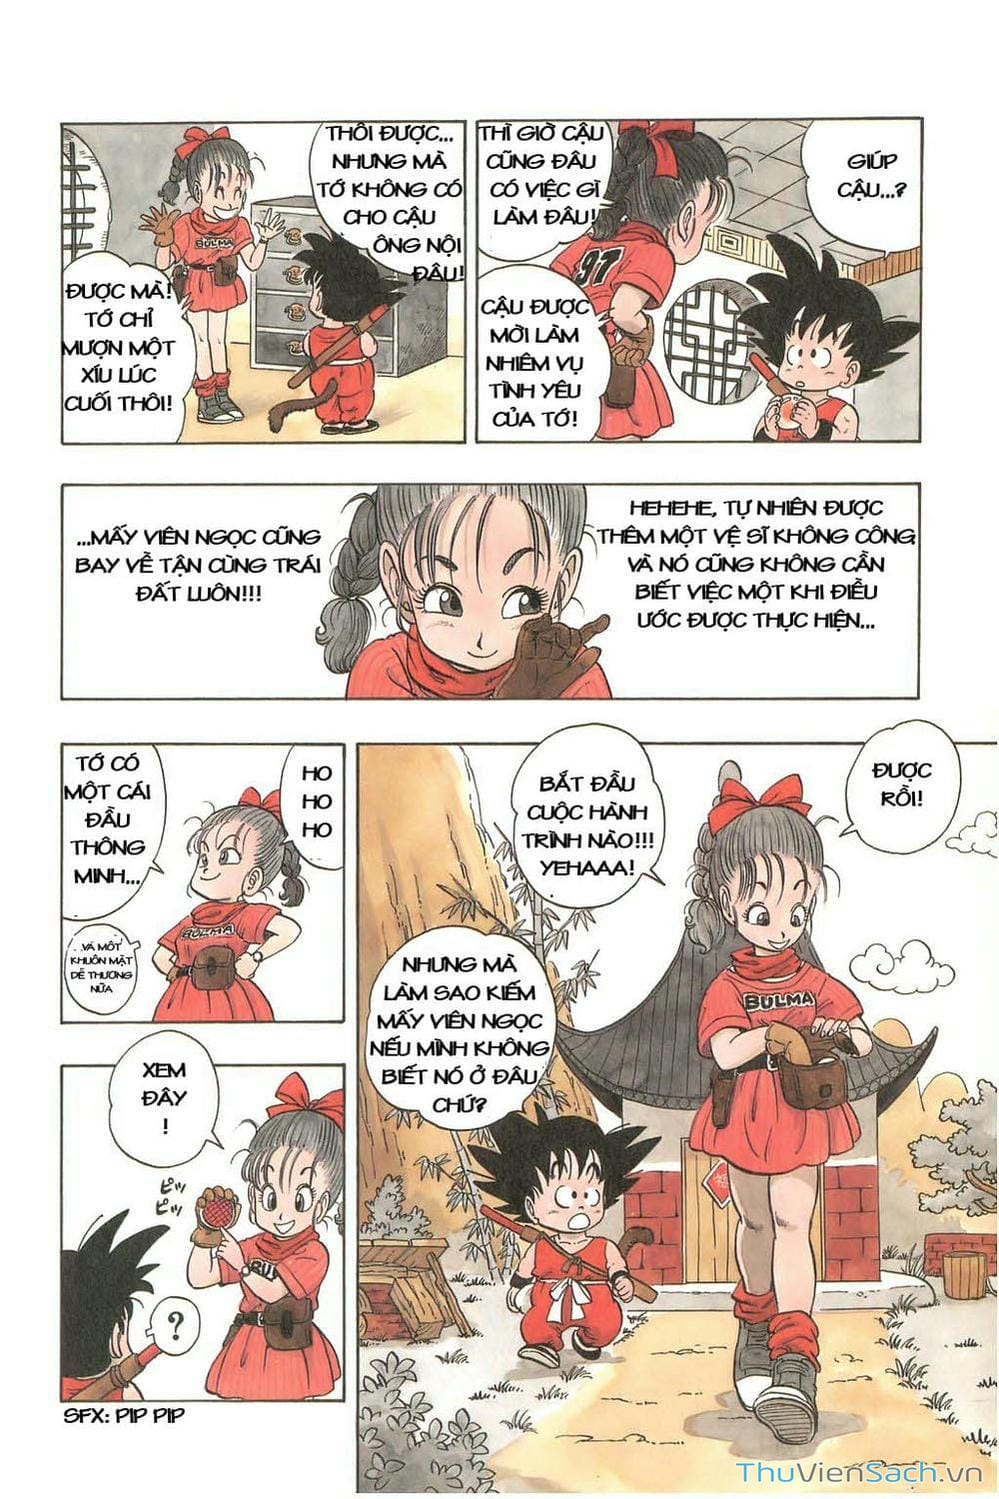 GIÚP
CẬU...?
THÌ GIỜ CẬU
CŨNG ĐÂU
CÓ VIỆC GÌ
LÀM ĐÂU!
CẬU ĐƯỢC
MỜI LÀM
NHIỆM VỤ
TÌNH YÊU
CỦA TỚ!
97
THÔI ĐƯỢC...
NHƯNG MÀ
TỚ KHÔNG CÓ
CHO CẬU
ÔNG NỘI
ĐÂU!
BULMA
ĐƯỢC MÀ!
TỚ CHỈ
MƯỢN MỘT
XÍU LÚC
CUỐI THÔI!
HEHEHE, TỰ NHIÊN ĐƯỢC
THÊM MỘT VỆ SĨ KHÔNG CÔNG,
VÀ NÓ CŨNG KHÔNG CẦN
BIẾT VIỆC MỘT KHI ĐIỀU
ƯỚC ĐƯỢC THỰC HIỆN...
...MẤY VIÊN NGỌC CŨNG
BAY VỀ TẬN CÙNG TRÁI
ĐẤT LUÔN!!!
ĐƯỢC
RỒI!
BẮT ĐẦU
CUỘC HÀNH
TRÌNH NÀO!!!
YEHAAA!
BULMA
NHƯNG MÀ
LÀM SAO KIẾM
MẤY VIÊN NGỌC
NẾU MÌNH KHÔNG
BIẾT NÓ Ở ĐÂU
CHỨ?
HO
HO
HO
TỚ CÓ
MỘT CÁI
ĐẦU
THÔNG
MINH...
BULMA
...VÀ MỘT
KHUÔN MẶT
DỄ THƯƠNG
NỮA
XEM
ĐÂY
!
ピッ
ピッ
?
SFX: PIP PIP
ThuVienSach.vn